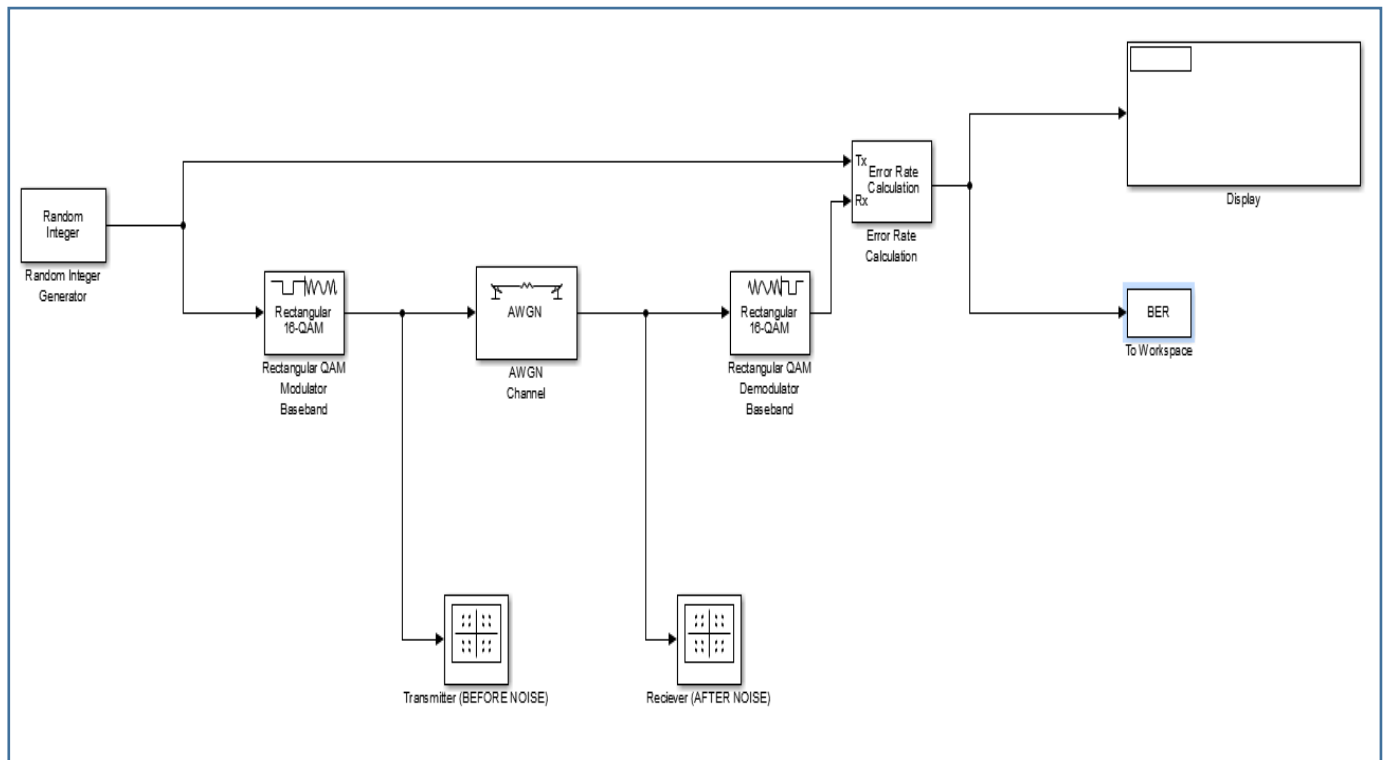 Random
Integer
Random Integer
Generator
Rectangular
16-QAM
Rectangular QAM
Modulator
Baseband
AWGN
AWGN
Channel
Rectangular
16-QAM
Rectangular QAM
Demodulator
Baseband
Tx
Error Rate
Calculation
Rx
Error Rate
Calculation
Display
BER
To Workspace
Transmitter (BEFORE NOISE)
Reciever (AFTER NOISE)